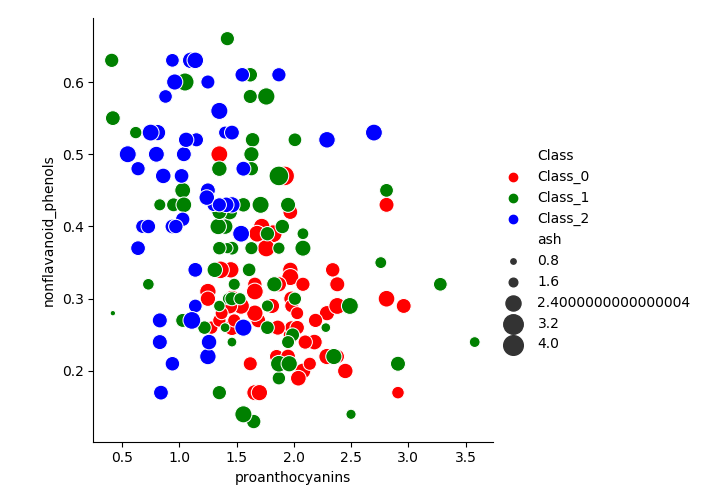 0.6
0.5
0.4
0.3
0.2
nonflavanoid_phenols
0.5
1.0
1.5
2.0
2.5
3.0
3.5
proanthocyanins
Class
Class_0
Class_1
Class_2
ash
0.8
1.6
2.4000000000000004
3.2
4.0